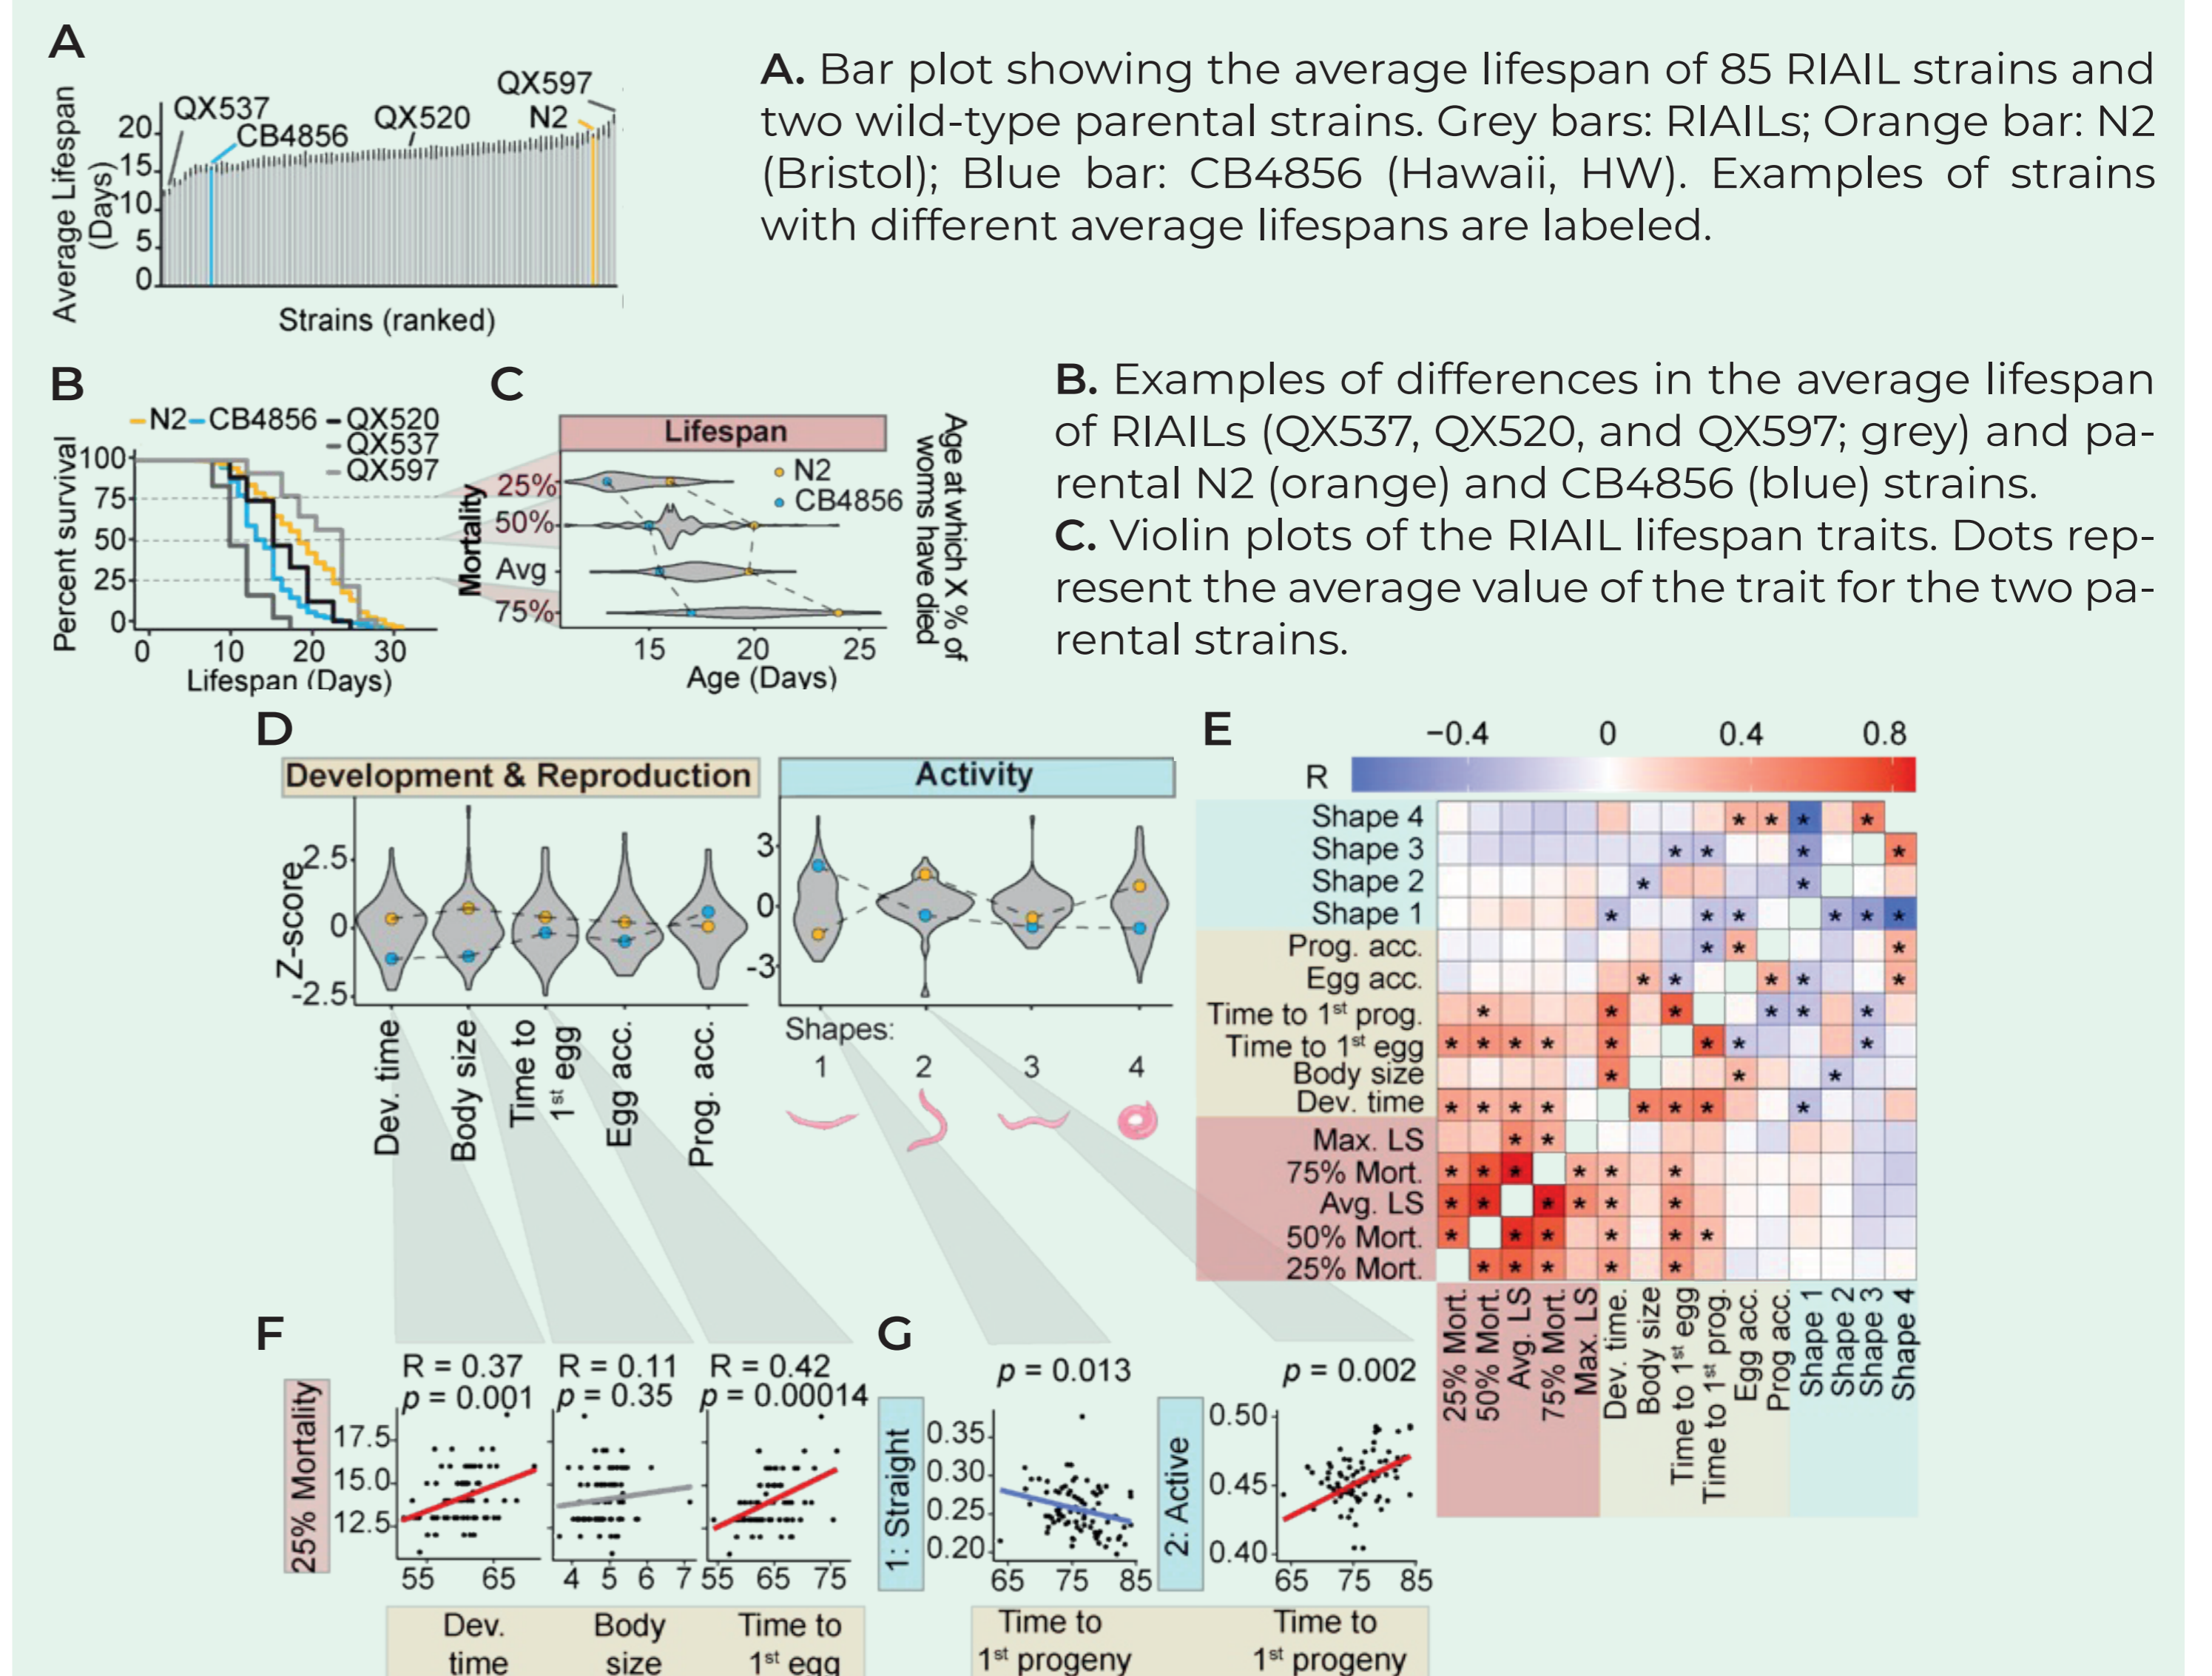 A
QX597
QX537
N2
QX520
CB4856
Average Lifespan
(Days)
20
15
10
5
0
Strains (ranked)
A. Bar plot showing the average lifespan of 85 RIAIL strains and
two wild-type parental strains. Grey bars: RIAILs; Orange bar: N2
(Bristol); Blue bar: CB4856 (Hawaii, HW). Examples of strains
with different average lifespans are labeled.
B
N2 CB4856 QX520
QX537
QX597
Percent survival
100
75
50
25
0
0 10 20 30
Lifespan (Days)
C
Lifespan
N2
CB4856
Mortality
25%
50%
Avg
75%
15 20 25
Age (Days)
Age at which X % of
worms have died
B. Examples of differences in the average lifespan
of RIAILs (QX537, QX520, and QX597; grey) and pa-
rental N2 (orange) and CB4856 (blue) strains.
C. Violin plots of the RIAIL lifespan traits. Dots rep-
resent the average value of the trait for the two pa-
rental strains.
D
Development & Reproduction
Activity
Z-score
2.5
0
-2.5
3
0
-3
Dev. time
Body size
Time to
1st egg
Egg acc.
Prog. acc.
Shapes:
1 2 3 4
E
−0.4 0 0.4 0.8
R
Shape 4 * * * *
Shape 3 * * * *
Shape 2 * *
Shape 1 * * * * * *
Prog. acc. * * *
Egg acc. * * * * *
Time to 1st prog. * * * * * *
Time to 1st egg * * * * * * * *
Body size * * *
Dev. time * * * * * * * *
Max. LS * *
75% Mort. * * * * * *
Avg. LS * * * * * *
50% Mort. * * * * * *
25% Mort. * * * * *
25% Mort.
50% Mort.
Avg. LS
75% Mort.
Max. LS
Dev. time.
Body size
Time to 1st egg
Time to 1st prog.
Egg acc.
Prog acc.
Shape 1
Shape 2
Shape 3
Shape 4
F
R = 0.37 R = 0.11 R = 0.42
p = 0.001 p = 0.35 p = 0.00014
25% Mortality
17.5
15.0
12.5
55 65 4 5 6 7 55 65 75
Dev.
time
Body
size
Time to
1st egg
G
p = 0.013
1: Straight
0.35
0.30
0.25
0.20
65 75 85
Time to
1st progeny
p = 0.002
2: Active
0.50
0.45
0.40
65 75 85
Time to
1st progeny